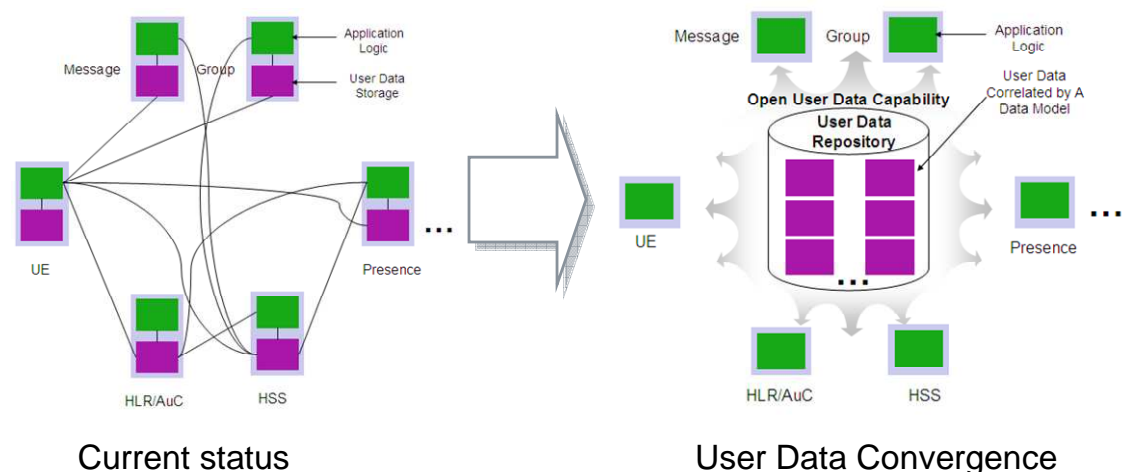 Message
Group
Application
Logic
User Data
Storage
UE
Presence
...
HLR/AuC
HSS
Current status
Message
Group
Application
Logic
User Data
Correlated by A
Data Model
Open User Data Capability
User Data
Repository
...
UE
Presence
...
HLR/AuC
HSS
User Data Convergence